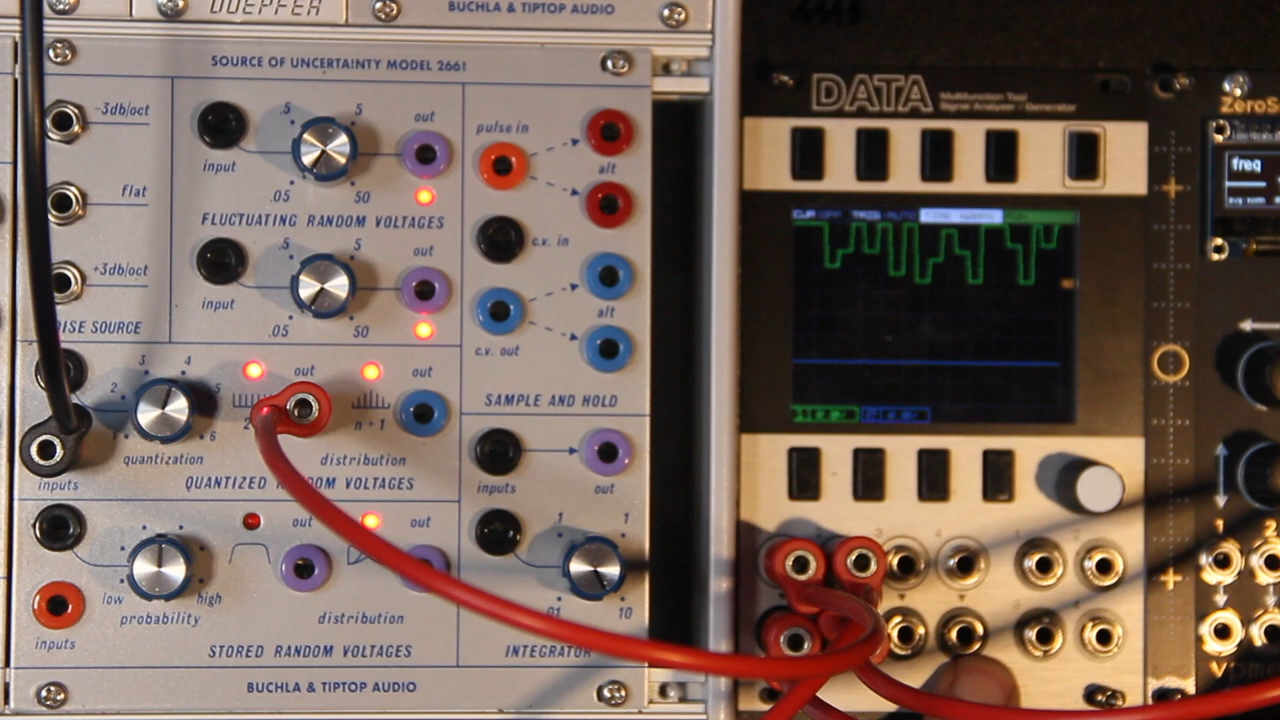 DOEPFER
BUCHLA & TIPTOP AUDIO
SOURCE OF UNCERTAINTY MODEL 266t
-3db/oct
flat
+3db/oct
input
.5
5
.05
50
out
FLUCTUATING RANDOM VOLTAGES
input
.5
5
.05
50
out
pulse in
alt
c.v. in
alt
c.v. out
SAMPLE AND HOLD
inputs
1
2
3
4
5
6
quantization
out
n+1
out
distribution
QUANTIZED RANDOM VOLTAGES
inputs
low
high
probability
out
out
distribution
STORED RANDOM VOLTAGES
inputs
out
.1
1
.01
10
INTEGRATOR
BUCHLA & TIPTOP AUDIO
DATA
Multifunction Tool
Signal Analyzer / Generator
TRIG AUTO
freq
1
2